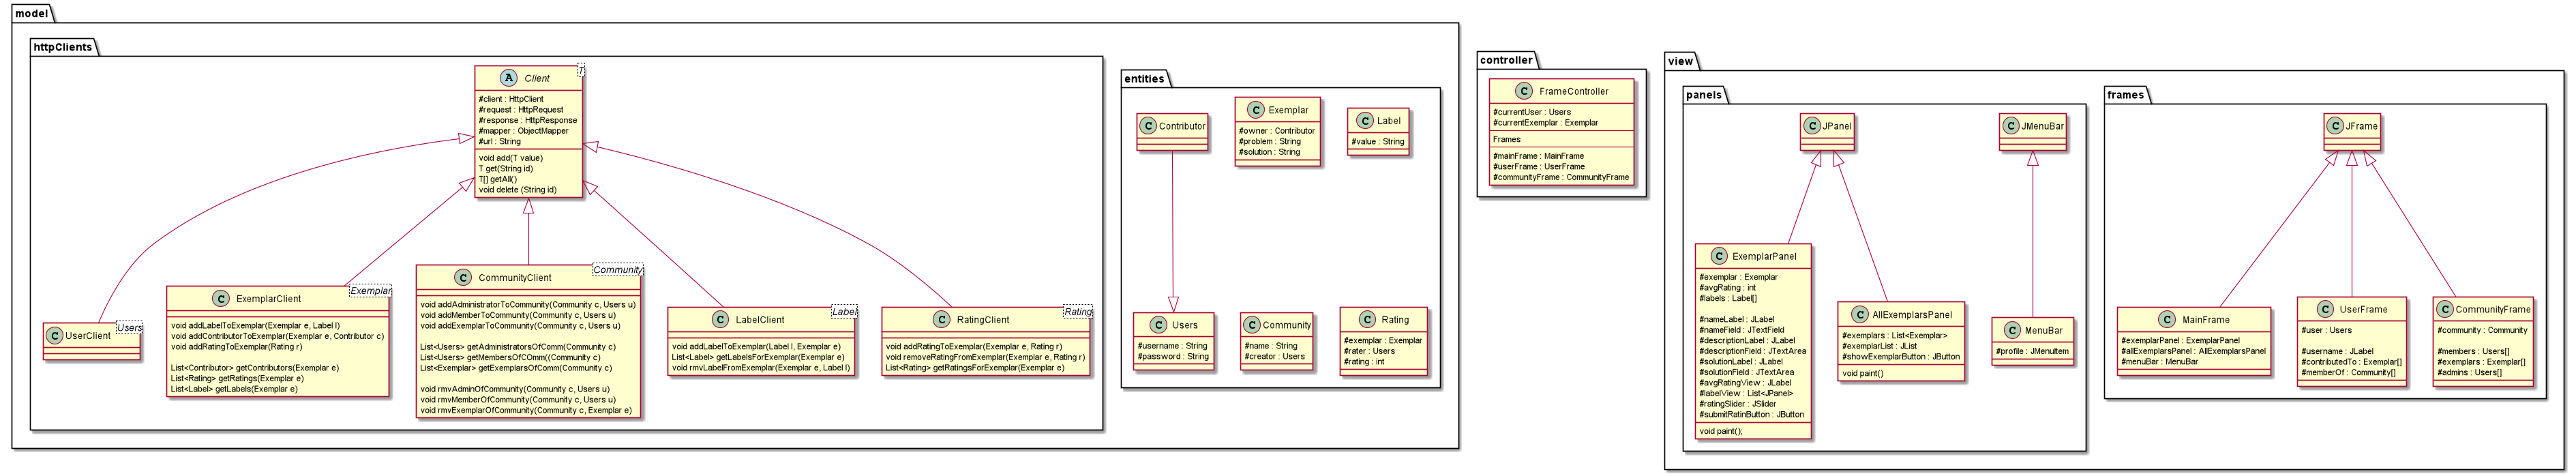 model
httpClients
A Client T
#client : HttpClient
#request : HttpRequest
#response : HttpResponse
#mapper : ObjectMapper
#url : String
void add(T value)
T get(String id)
T[] getAll()
void delete (String id)
C UserClient Users
C ExemplarClient Exemplar
void addLabelToExemplar(Exemplar e, Label l)
void addContributorToExemplar(Exemplar e, Contributor c)
void addRatingToExemplar(Rating r)
List<Contributor> getContributors(Exemplar e)
List<Rating> getRatings(Exemplar e)
List<Label> getLabels(Exemplar e)
C CommunityClient Community
void addAdministratorToCommunity(Community c, Users u)
void addMemberToCommunity(Community c, Users u)
void addExemplarToCommunity(Community c, Users u)
List<Users> getAdministratorsOfComm(Community c)
List<Users> getMembersOfCOmm((Community c)
List<Exemplar> getExemplarsOfComm(Community c)
void rmvAdminOfCommunity(Community c, Users u)
void rmvMemberOfCommunity(Community c, Users u)
void rmvExemplarOfCommunity(Community c, Exemplar e)
C LabelClient Label
void addLabelToExemplar(Label l, Exemplar e)
List<Label> getLabelsForExemplar(Exemplar e)
void rmvLabelFromExemplar(Exemplar e, Label l)
C RatingClient Rating
void addRatingToExemplar(Exemplar e, Rating r)
void removeRatingFromExemplar(Exemplar e, Rating r)
List<Rating> getRatingsForExemplar(Exemplar e)
entities
C Contributor
C Exemplar
#owner : Contributor
#problem : String
#solution : String
C Label
#value : String
C Users
#username : String
#password : String
C Community
#name : String
#creator : Users
C Rating
#exemplar : Exemplar
#rater : Users
#rating : int
controller
C FrameController
#currentUser : Users
#currentExemplar : Exemplar
Frames
#mainFrame : MainFrame
#userFrame : UserFrame
#communityFrame : CommunityFrame
view
panels
C JPanel
C JMenuBar
C ExemplarPanel
#exemplar : Exemplar
#avgRating : int
#labels : Label[]
#nameLabel : JLabel
#nameField : JTextField
#descriptionLabel : JLabel
#descriptionField : JTextArea
#solutionLabel : JLabel
#solutionField : JTextArea
#avgRatingView : JLabel
#labelView : List<JPanel>
#ratingSlider : JSlider
#submitRatinButton : JButton
void paint();
C AllExemplarsPanel
#exemplars : List<Exemplar>
#exemplarList : JList
#showExemplarButton : JButton
void paint()
C MenuBar
#profile : JMenuItem
frames
C JFrame
C MainFrame
#exemplarPanel : ExemplarPanel
#allExemplarsPanel : AllExemplarsPanel
#menuBar : MenuBar
C UserFrame
#user : Users
#username : JLabel
#contributedTo : Exemplar[]
#memberOf : Community[]
C CommunityFrame
#community : Community
#members : Users[]
#exemplars : Exemplar[]
#admins : Users[]